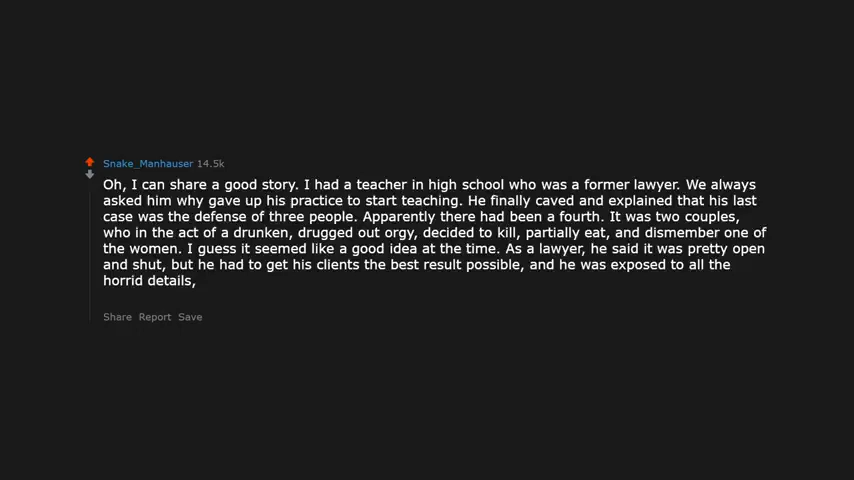 Snake_Manhauser 14.5k
Oh, I can share a good story. I had a teacher in high school who was a former lawyer. We always
asked him why gave up his practice to start teaching. He finally caved and explained that his last
case was the defense of three people. Apparently there had been a fourth. It was two couples,
who in the act of a drunken, drugged out orgy, decided to kill, partially eat, and dismember one of
the women. I guess it seemed like a good idea at the time. As a lawyer, he said it was pretty open
and shut, but he had to get his clients the best result possible, and he was exposed to all the
horrid details,
Share Report Save